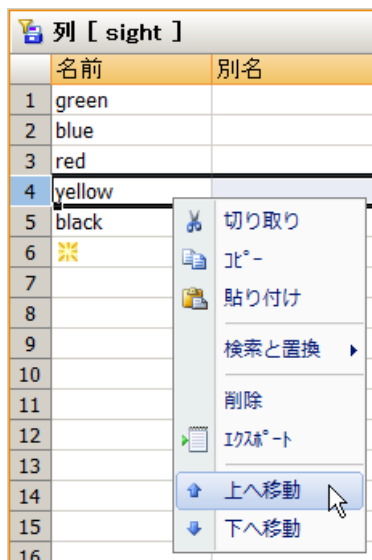 列 [ sight ]
名前 別名
1 green
2 blue
3 red
4 yellow
5 black
6
7
8
9
10
11
12
13
14
15
16
切り取り
ｺﾋﾟｰ
貼り付け
検索と置換
削除
ｴｸｽﾎﾟｰﾄ
上へ移動
下へ移動